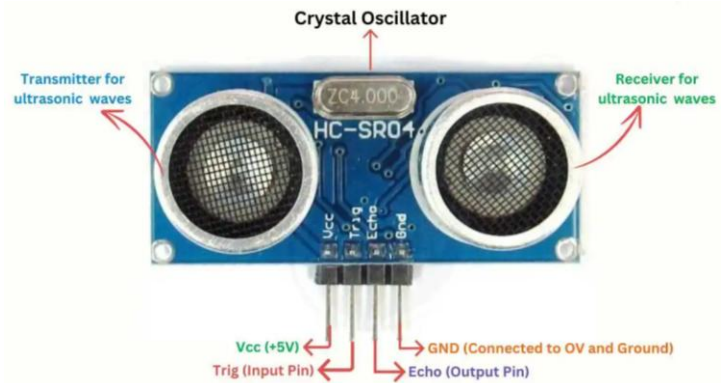 Crystal Oscillator
Transmitter for
ultrasonic waves
Receiver for
ultrasonic waves
ZC4.000
HC-SR04
Vcc
Trig
Echo
Gnd
Vcc (+5V)
GND (Connected to OV and Ground)
Trig (Input Pin)
Echo (Output Pin)